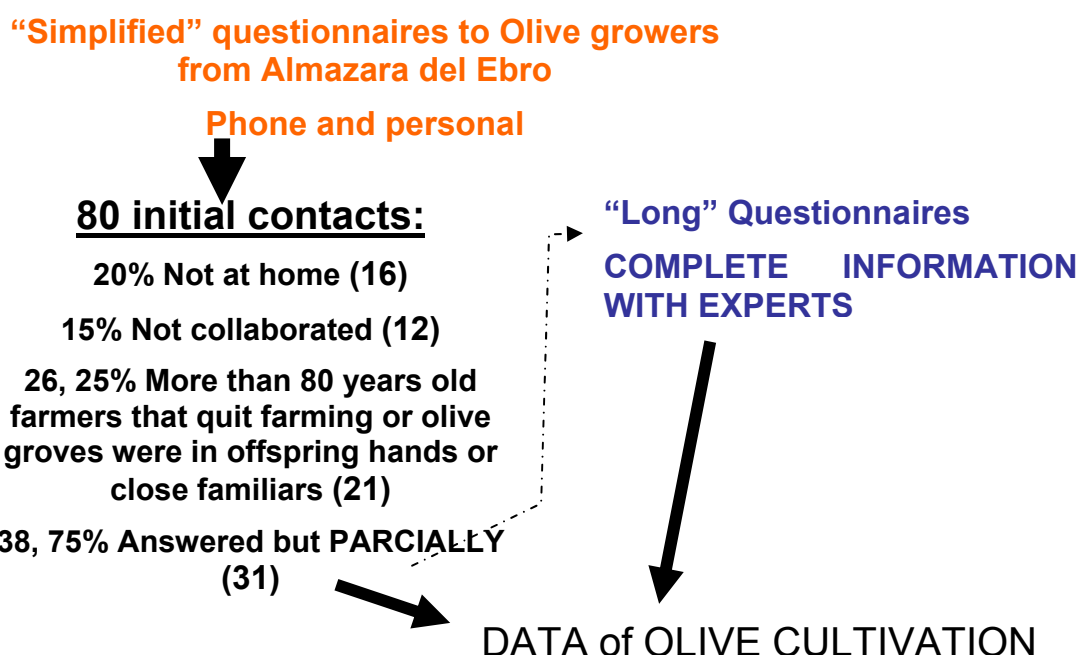 “Simplified” questionnaires to Olive growers
from Almazara del Ebro
Phone and personal
80 initial contacts:
20% Not at home (16)
15% Not collaborated (12)
26, 25% More than 80 years old
farmers that quit farming or olive
groves were in offspring hands or
close familiars (21)
38, 75% Answered but PARCIALLY
(31)
“Long” Questionnaires
COMPLETE INFORMATION
WITH EXPERTS
DATA of OLIVE CULTIVATION